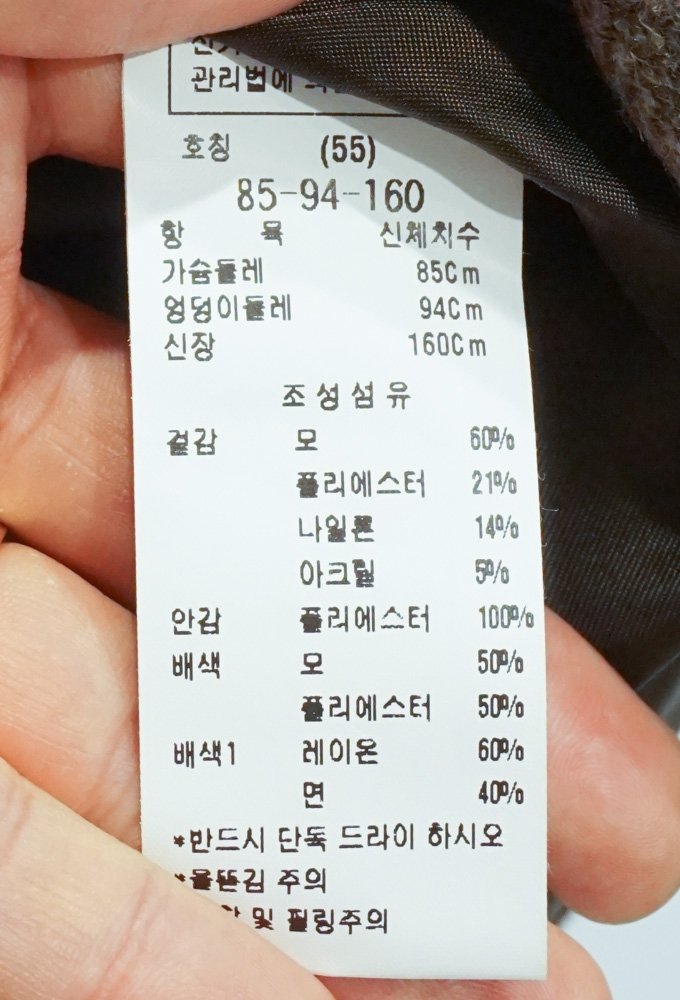 관리법에
호칭 (55)
85-94-160
항 목 신체치수
가슴둘레 85Cm
엉덩이둘레 94Cm
신장 160Cm
조성섬유
겉감 모 60%
폴리에스터 21%
나일론 14%
아크릴 5%
안감 폴리에스터 100%
배색 모 50%
폴리에스터 50%
배색1 레이온 60%
면 40%
*반드시 단독 드라이 하시오
*올뜯김 주의
및 필링주의